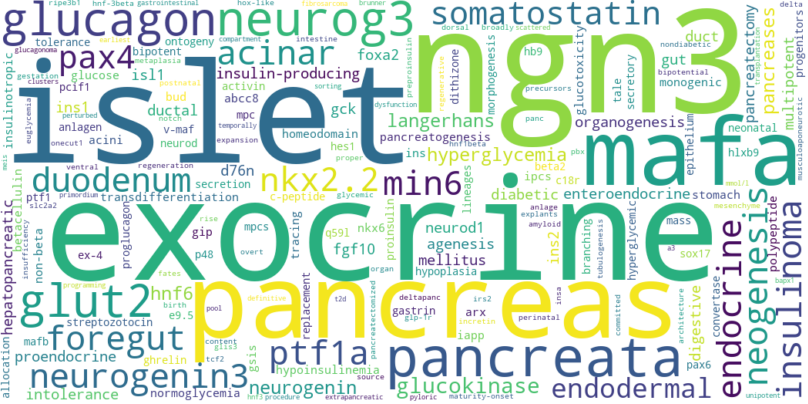 ripe3b1 hnf-3beta gastrointestinal hox-like fabrocarcoma brunner delta
glucagon neurog3 somatostatin
glucagonoma tolerance bipotent ontogeny compartment intestine dorsal broadly scattered
pax4 acinar foxa2 hb9 duct nondiabetic
metaplasia insulin-producing preproinsulin
islet ngn3
gestation glucose isl1 activin sorting dysfunction
clusters pcif1 abcc8 gck
euglycemia perturbed ins1 bud postnatal mpc
insulinotropic anlagen ductal notch temporally
onecut1 acini v-maf homeodomain langerhans
meis neurod expansion hes1 hnf1beta pancreatogenesis
ventral regeneration d76n proper ins hyperglycemia
regenerative dithizone precursors morphogenesis panc
glucotoxicity tale secretory gut monogenic bipotential
transplantation pancreatectomy pancreases multipotent progenitors
organogenesis mafa neonatal hlxb9 musculoaponeurotic
epithelium pbx beta2 ipcs c18r
duodenum nkx2.2 min6 lineages diabetic enteroendocrine stomach
betacellulin primordium secretion c-peptide glycemic
ptf1 transdifferentiation slc2a2
exocrine
hepatopancreatic insufficiency non-beta proglucagon ex-4
rise gip p48 mpcs overt q59l tracing
anlage nkx6 proinsulin fgf10
neurod1 agenesis mellitus hypoplasia
explants amyloid ins2 branching tubulogenesis hyperglycemic
mass a3 sox17 mesenchyme mmol/l
endocrine neogenesis polypeptide insulinoma
programming fates organ
glut2 hnf6 pancreas
allocation birth e9.5 pool definitive
streptozotocin replacement t2d deltapanc irs2 insa
gastrin arx glp-1r incretin perinatal
committed architecture digestive convertase bapx1
foregut mafb content glis3
ptf1a pancreata pancreatectomized iapp pax6
proendocrine ghrelin tcf2 gsis hypoinsulinemia
neurogenin3 source glucokinase endodermal
intolerance normoglycemia neurogenin
hnf3 procedure extrapancreatic pyloric maturity-onset unipotent